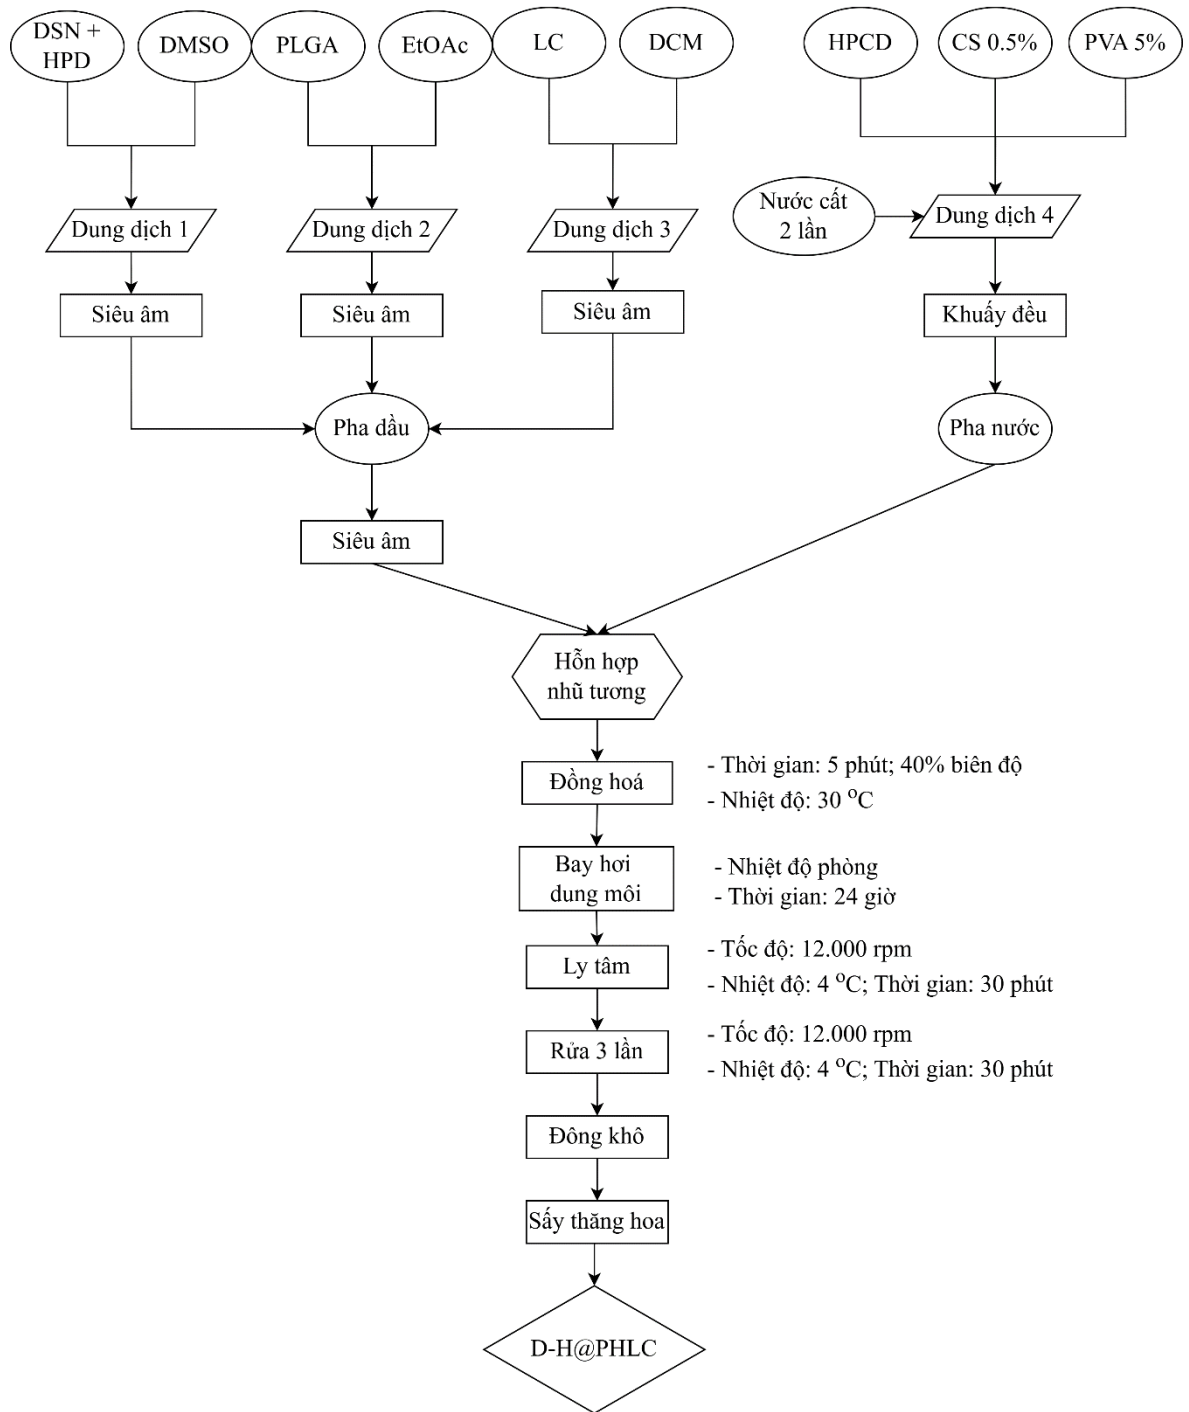 DSN +
HPD
DMSO
PLGA
EtOAc
LC
DCM
HPCD
CS 0.5%
PVA 5%
Dung dịch 1
Dung dịch 2
Dung dịch 3
Nước cất
2 lần
Dung dịch 4
Siêu âm
Siêu âm
Siêu âm
Khuấy đều
Pha dầu
Pha nước
Siêu âm
Hỗn hợp
nhũ tương
Đồng hoá
- Thời gian: 5 phút; 40% biên độ
- Nhiệt độ: 30 °C
Bay hơi
dung môi
- Nhiệt độ phòng
- Thời gian: 24 giờ
Ly tâm
- Tốc độ: 12.000 rpm
- Nhiệt độ: 4 °C; Thời gian: 30 phút
Rửa 3 lần
- Tốc độ: 12.000 rpm
- Nhiệt độ: 4 °C; Thời gian: 30 phút
Đông khô
Sấy thăng hoa
D-H@PHLC